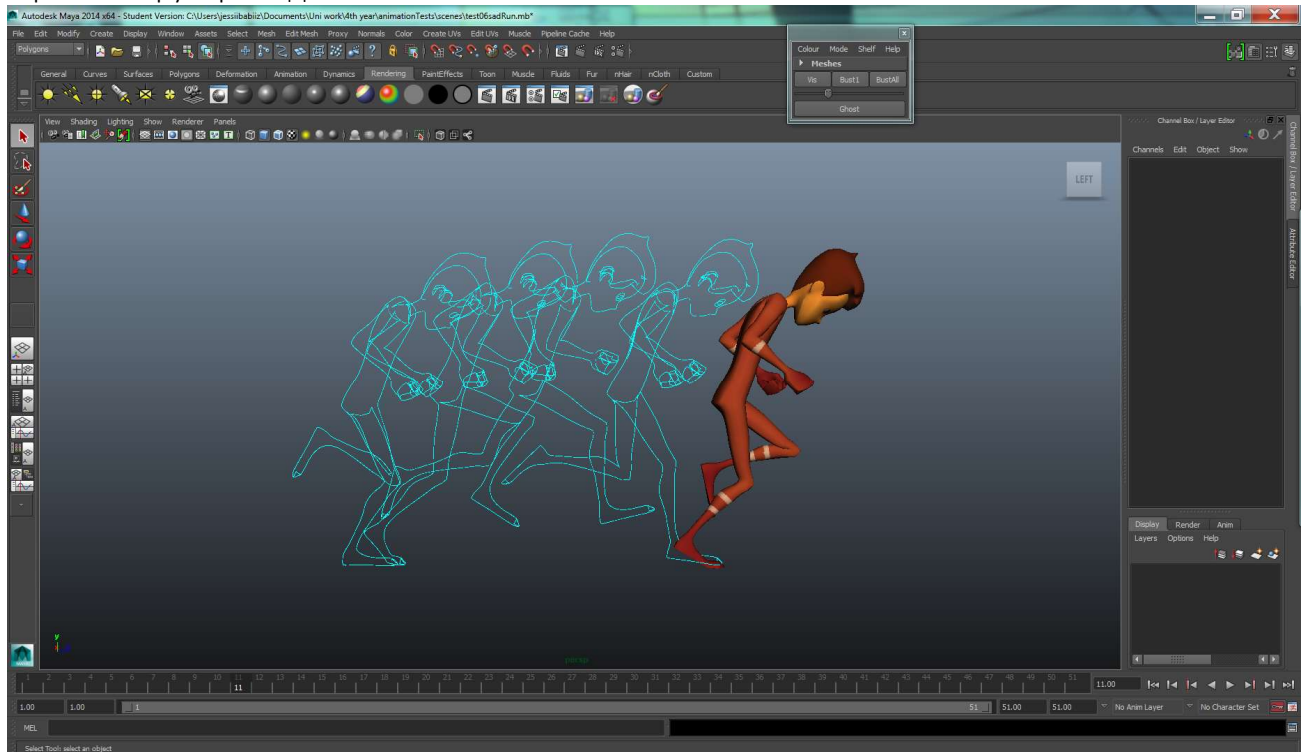 Autodesk Maya 2014 x64 - Student Version: C:\Users\jessiibabiiz\Documents\Uni work\4th year\animationTests\scenes\test06sadRun.mb*
File Edit Modify Create Display Window Assets Select Mesh Edit Mesh Proxy Normals Color Create UVs Edit UVs Muscle Pipeline Cache Help
Polygons
Colour Mode Shelf Help
Meshes
Vis Bust1 BustAll
Ghost
General Curves Surfaces Polygons Deformation Animation Dynamics Rendering PaintEffects Toon Muscle Fluids Fur nHair nCloth Custom
View Shading Lighting Show Renderer Panels
Channel Box / Layer Editor
Channels Edit Object Show
Channel Box / Layer Editor
Attribute Editor
LEFT
Display Render Anim
Layers Options Help
y
persp
1 2 3 4 5 6 7 8 9 10 11 12 13 14 15 16 17 18 19 20 21 22 23 24 25 26 27 28 29 30 31 32 33 34 35 36 37 38 39 40 41 42 43 44 45 46 47 48 49 50 51
11
11.00
1.00 1.00 1 51 51.00 51.00 No Anim Layer No Character Set
MEL
Select Tool: select an object